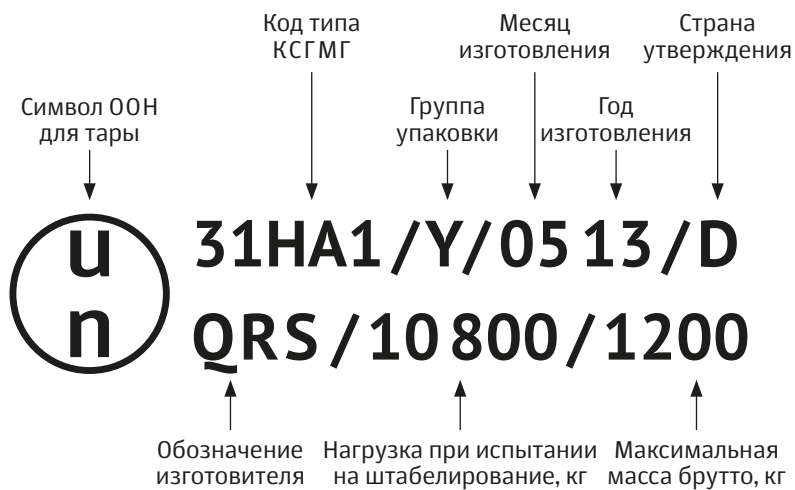 Код типа
КСГМГ
Месяц
изготовления
Страна
утверждения
Символ ООН
для тары
Группа
упаковки
Год
изготовления
un
31HA1/Y/05 13/D
QRS/10 800/1200
Обозначение
изготовителя
Нагрузка при испытании
на штабелирование, кг
Максимальная
масса брутто, кг